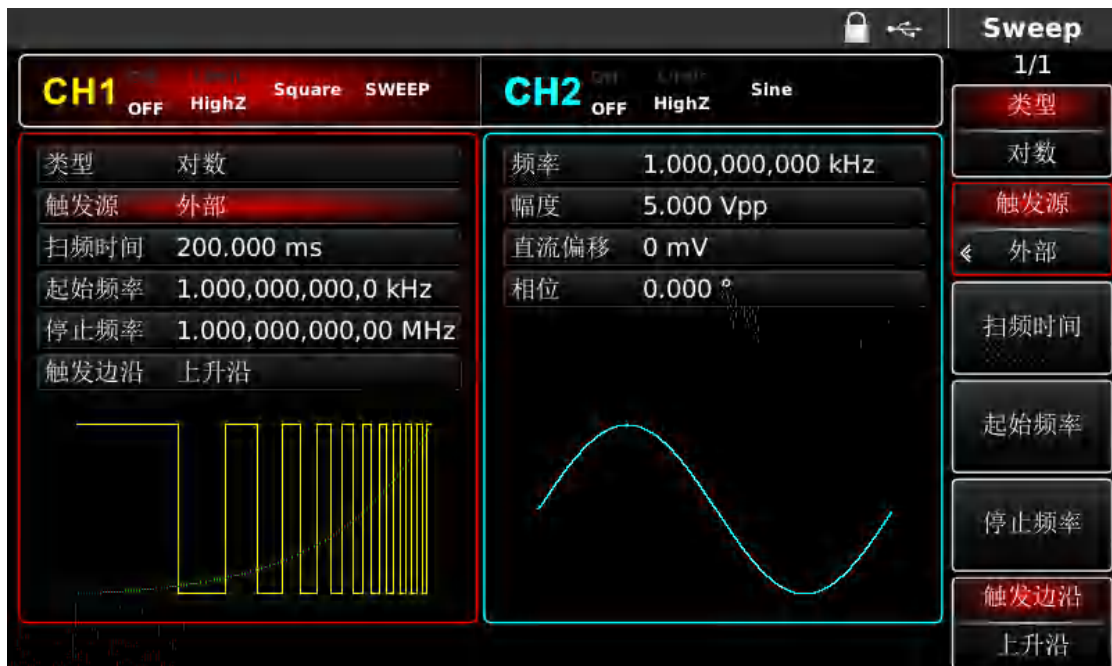 Sweep
1/1
CH1 OFF HighZ Square SWEEP
CH2 OFF HighZ Sine
类型 对数
触发源 外部
扫频时间 200.000 ms
起始频率 1.000,000,000,0 kHz
停止频率 1.000,000,000,00 MHz
触发边沿 上升沿
频率 1.000,000,000 kHz
幅度 5.000 Vpp
直流偏移 0 mV
相位 0.000 °
类型
对数
触发源
外部
扫频时间
起始频率
停止频率
触发边沿
上升沿